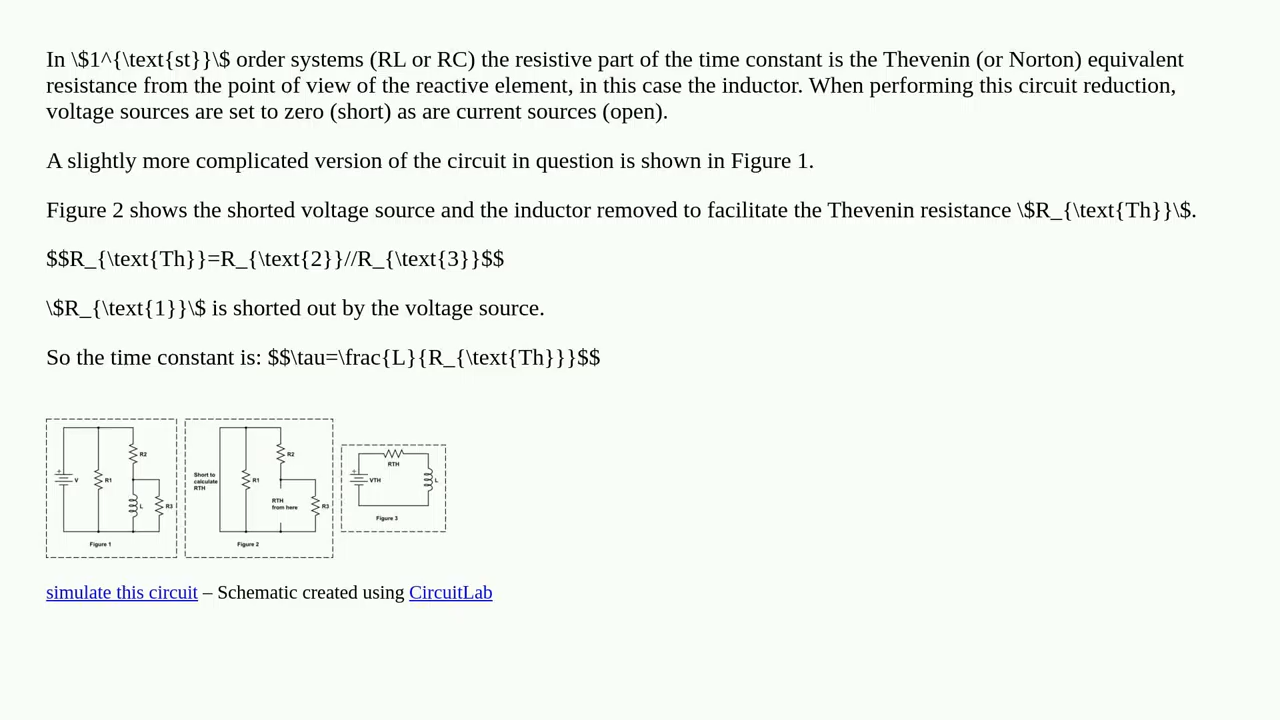 In \$1^{\text{st}}\$ order systems (RL or RC) the resistive part of the time constant is the Thevenin (or Norton) equivalent
resistance from the point of view of the reactive element, in this case the inductor. When performing this circuit reduction,
voltage sources are set to zero (short) as are current sources (open).
A slightly more complicated version of the circuit in question is shown in Figure 1.
Figure 2 shows the shorted voltage source and the inductor removed to facilitate the Thevenin resistance \$R_{\text{Th}}\$.
$$R_{\text{Th}}=R_{\text{2}}//R_{\text{3}}$$
\$R_{\text{1}}\$ is shorted out by the voltage source.
So the time constant is: $$\tau=\frac{L}{R_{\text{Th}}}$$
+
V
R1
R2
L
R3
Figure 1
Short to
calculate
RTH
R1
R2
RTH
from here
R3
Figure 2
RTH
+
VTH
L
Figure 3
simulate this circuit – Schematic created using CircuitLab